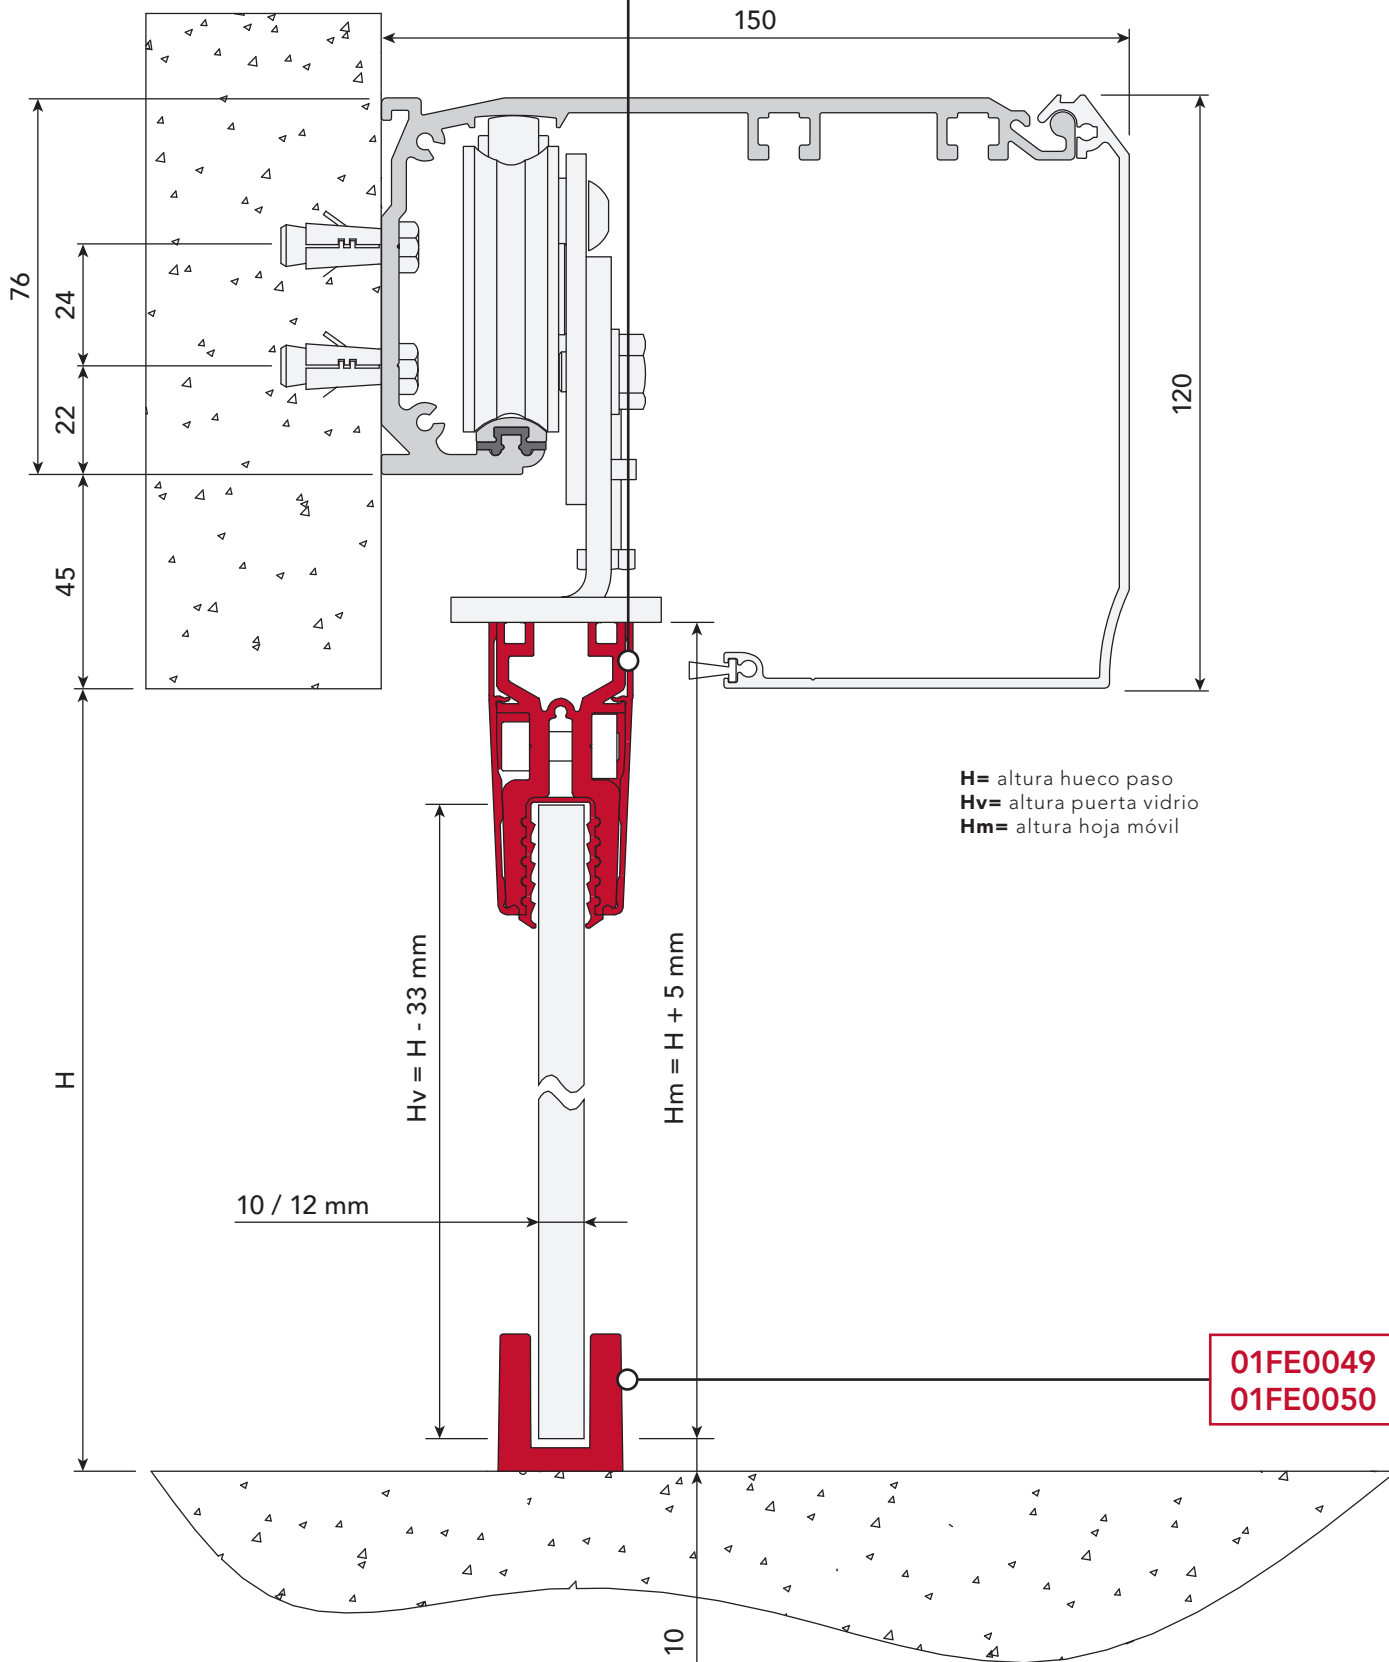 150
76
24
22
45
120
H= altura hueco paso
Hv= altura puerta vidrio
Hm= altura hoja móvil
Hv = H - 33 mm
Hm = H + 5 mm
H
10 / 12 mm
01FE0049
01FE0050
10